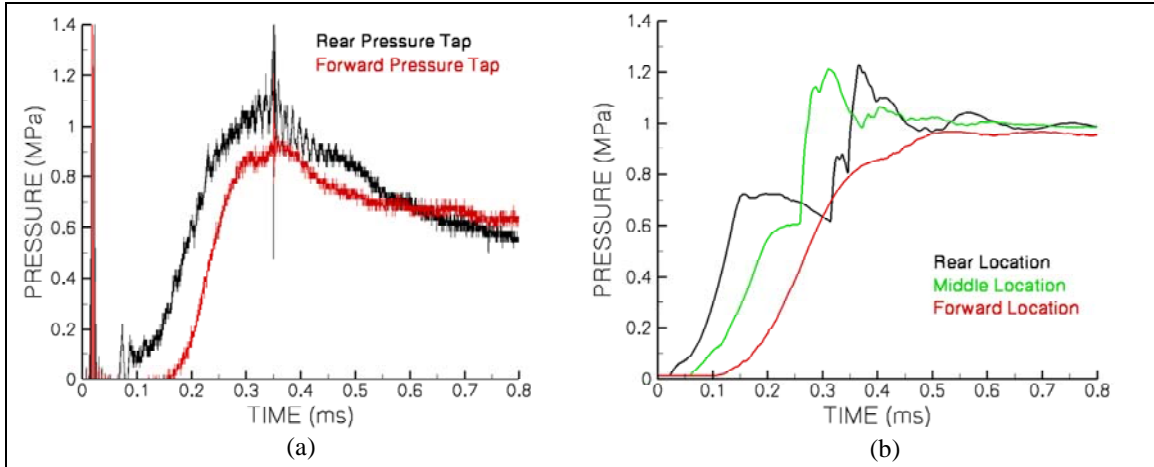 1.4
1.2
1
0.8
0.6
0.4
0.2
0
PRESSURE (MPa)
Rear Pressure Tap
Forward Pressure Tap
0 0.1 0.2 0.3 0.4 0.5 0.6 0.7 0.8
TIME (ms)
(a)
1.4
1.2
1
0.8
0.6
0.4
0.2
0
PRESSURE (MPa)
Rear Location
Middle Location
Forward Location
0 0.1 0.2 0.3 0.4 0.5 0.6 0.7 0.8
TIME (ms)
(b)